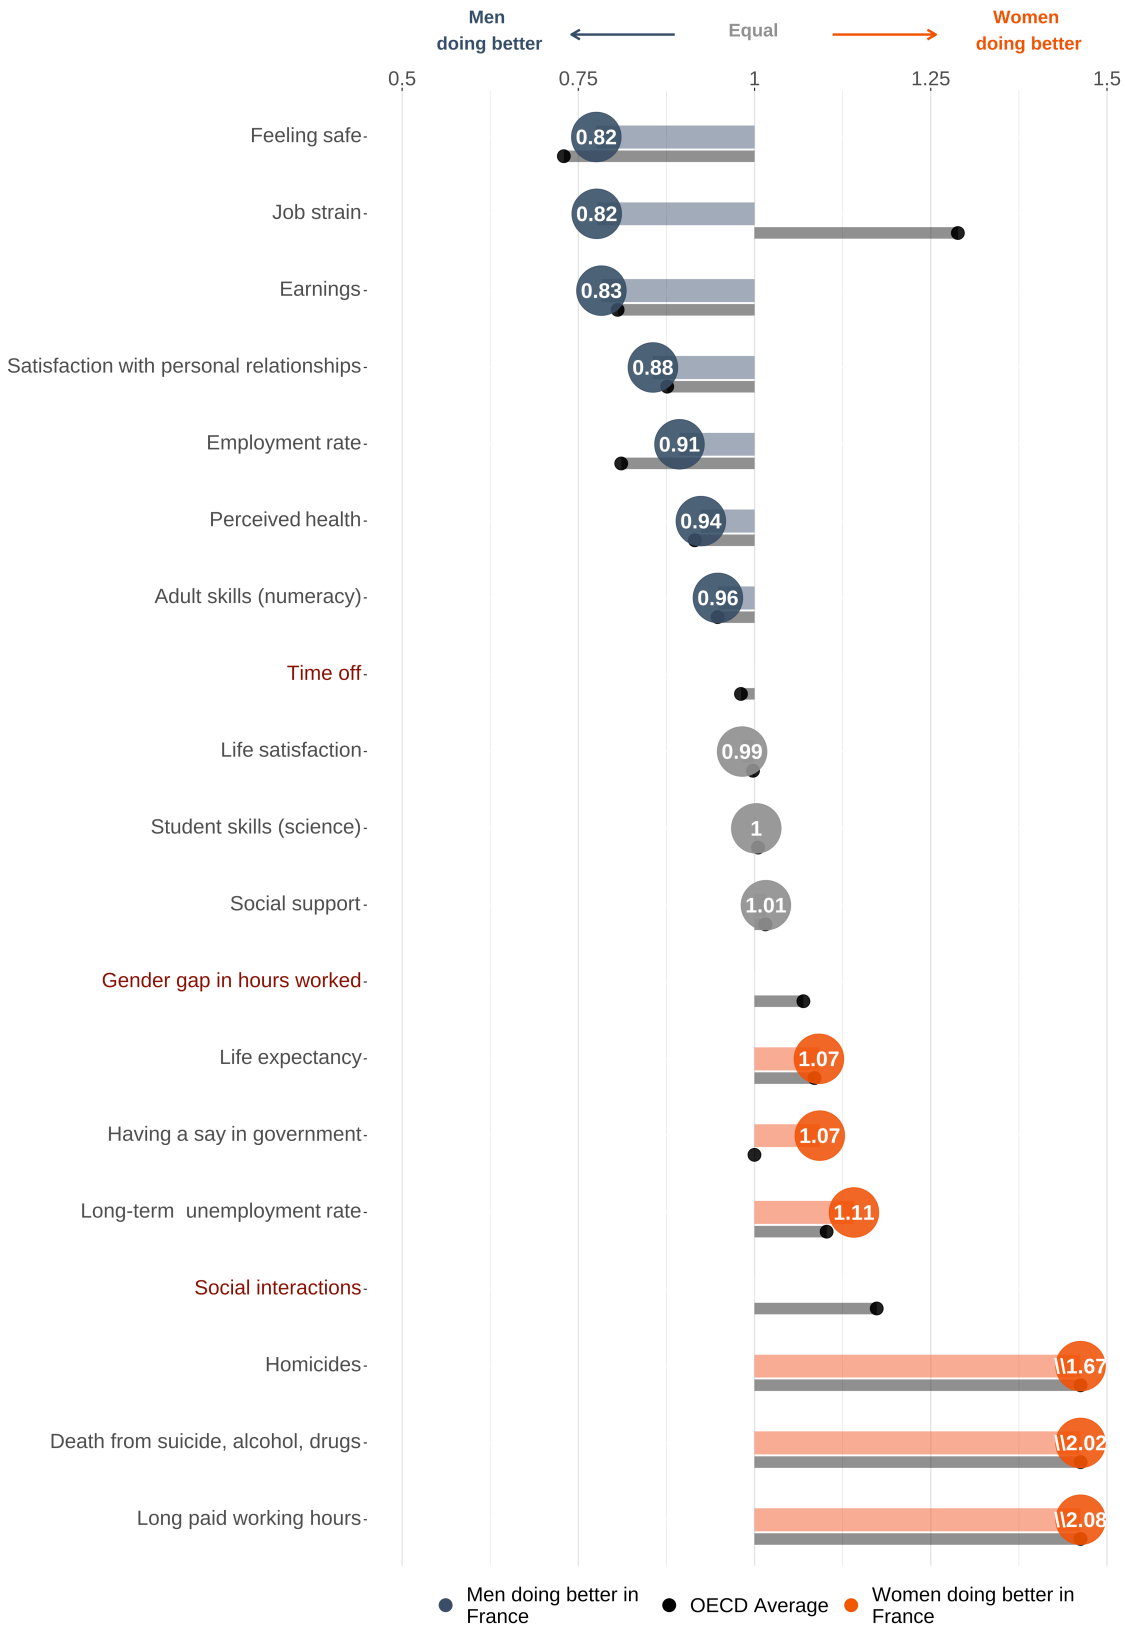 Men
doing better
Equal
Women
doing better
0.5 0.75 1 1.25 1.5
Feeling safe 0.82
Job strain 0.82
Earnings 0.83
Satisfaction with personal relationships 0.88
Employment rate 0.91
Perceived health 0.94
Adult skills (numeracy) 0.96
Time off
Life satisfaction 0.99
Student skills (science) 1
Social support 1.01
Gender gap in hours worked
Life expectancy 1.07
Having a say in government 1.07
Long-term  unemployment rate 1.11
Social interactions
Homicides \\1.67
Death from suicide, alcohol, drugs \\2.02
Long paid working hours \\2.08
Men doing better in
France
OECD Average
Women doing better in
France